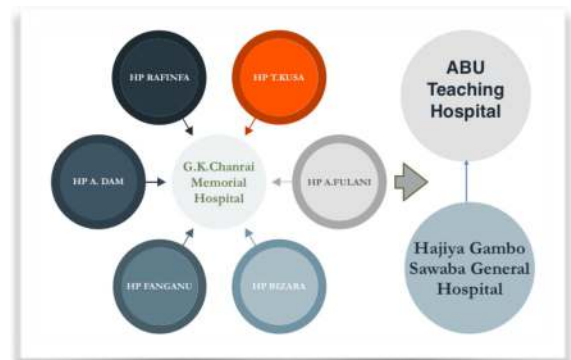 HP RAFINFA
HP T.KUSA
HP A. DAM
G.K.Chanrai
Memorial
Hospital
HP A.FULANI
HP FANGANU
HP BIZARA
ABU
Teaching
Hospital
Hajiya Gambo
Sawaba General
Hospital